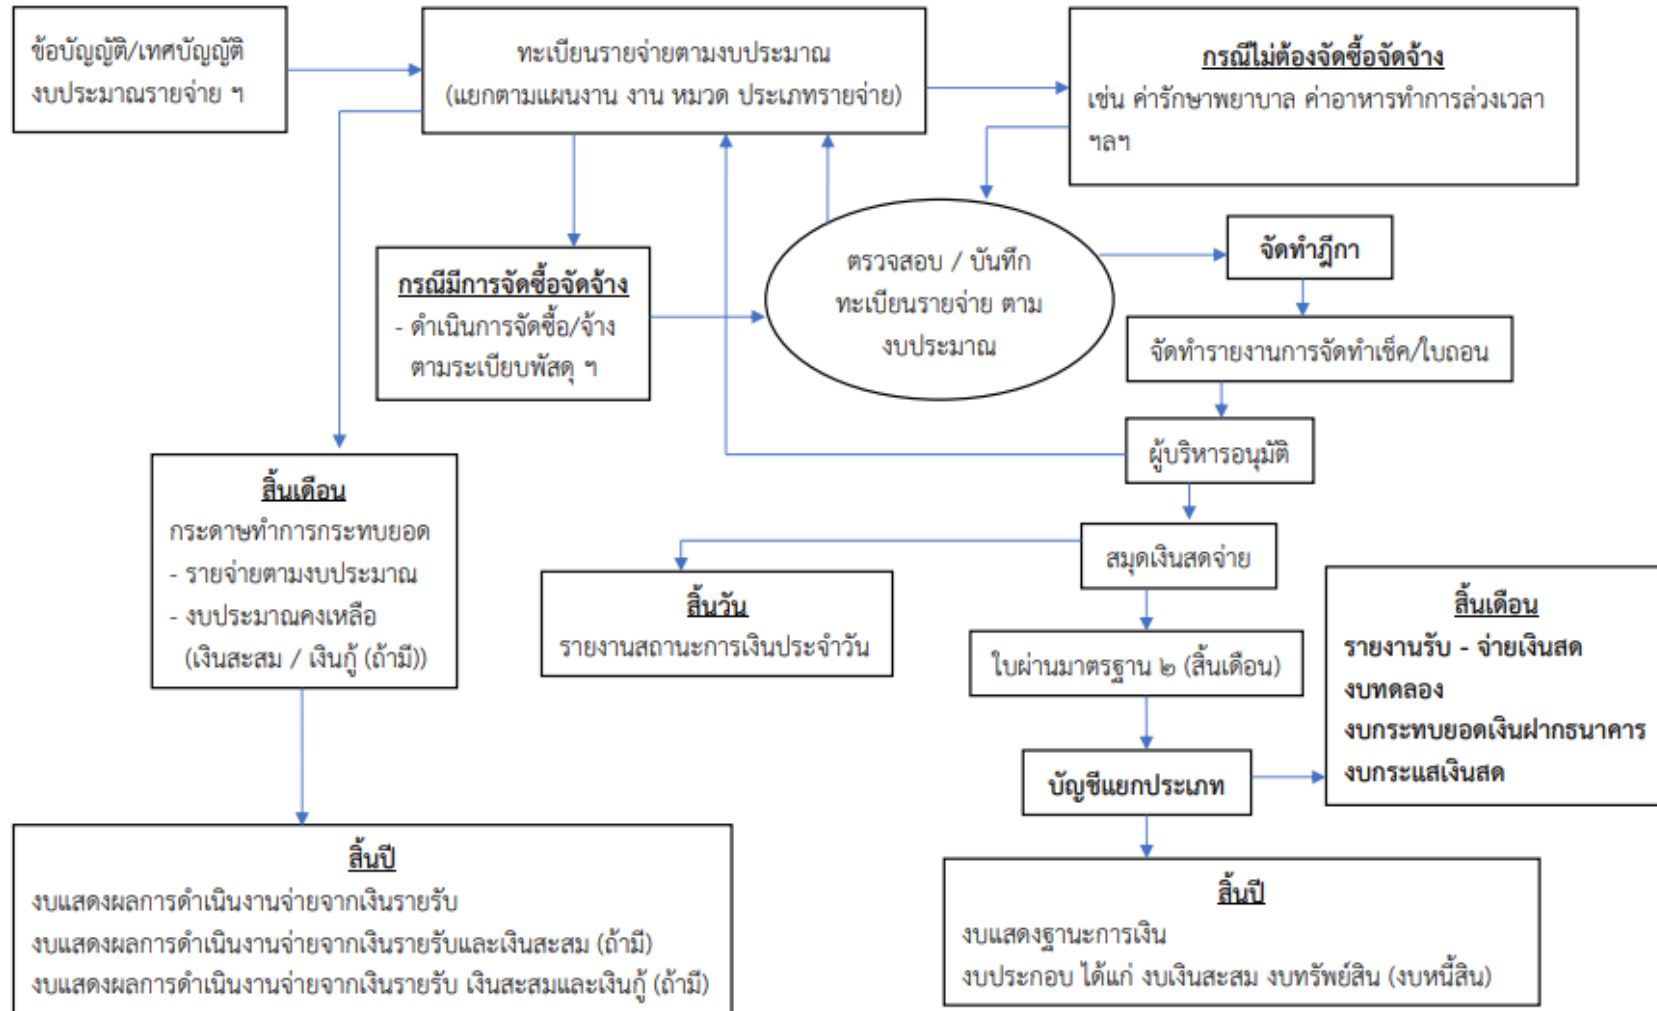 ข้อบัญญัติ/เทศบัญญัติ
งบประมาณรายจ่าย ฯ
ทะเบียนรายจ่ายตามงบประมาณ
(แยกตามแผนงาน งาน หมวด ประเภทรายจ่าย)
กรณีไม่ต้องจัดซื้อจัดจ้าง
เช่น ค่ารักษาพยาบาล ค่าอาหารทำการล่วงเวลา
ฯลฯ
กรณีมีการจัดซื้อจัดจ้าง
- ดำเนินการจัดซื้อ/จ้าง
ตามระเบียบพัสดุ ฯ
ตรวจสอบ / บันทึก
ทะเบียนรายจ่าย ตาม
งบประมาณ
จัดทำฎีกา
จัดทำรายงานการจัดทำเช็ค/ใบถอน
ผู้บริหารอนุมัติ
สิ้นเดือน
กระดาษทำการกระทบยอด
- รายจ่ายตามงบประมาณ
- งบประมาณคงเหลือ
(เงินสะสม / เงินกู้ (ถ้ามี))
สมุดเงินสดจ่าย
สิ้นวัน
รายงานสถานะการเงินประจำวัน
ใบผ่านมาตรฐาน ๒ (สิ้นเดือน)
สิ้นเดือน
รายงานรับ - จ่ายเงินสด
งบทดลอง
งบกระทบยอดเงินฝากธนาคาร
งบกระแสเงินสด
บัญชีแยกประเภท
สิ้นปี
งบแสดงผลการดำเนินงานจ่ายจากเงินรายรับ
งบแสดงผลการดำเนินงานจ่ายจากเงินรายรับและเงินสะสม (ถ้ามี)
งบแสดงผลการดำเนินงานจ่ายจากเงินรายรับ เงินสะสมและเงินกู้ (ถ้ามี)
สิ้นปี
งบแสดงฐานะการเงิน
งบประกอบ ได้แก่ งบเงินสะสม งบทรัพย์สิน (งบหนี้สิน)